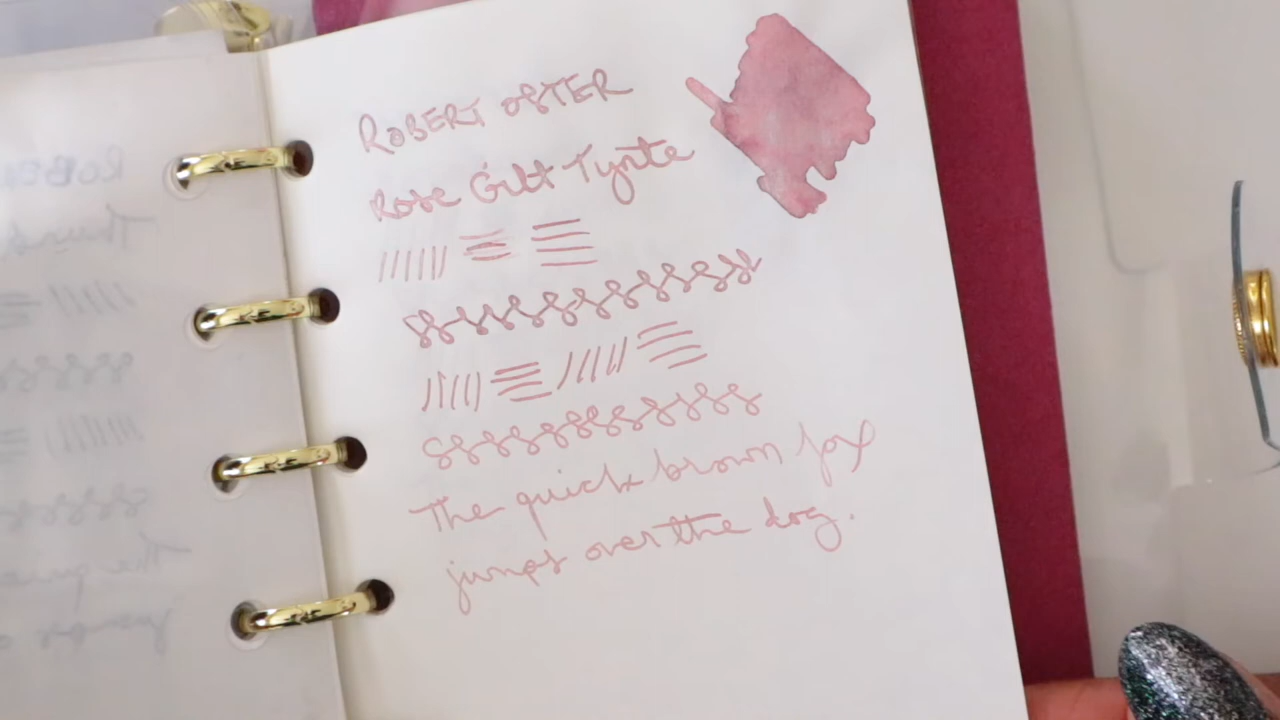 ROBERT OSTER
Rose Gilt Tynte
The quick brown fox
jumps over the dog.